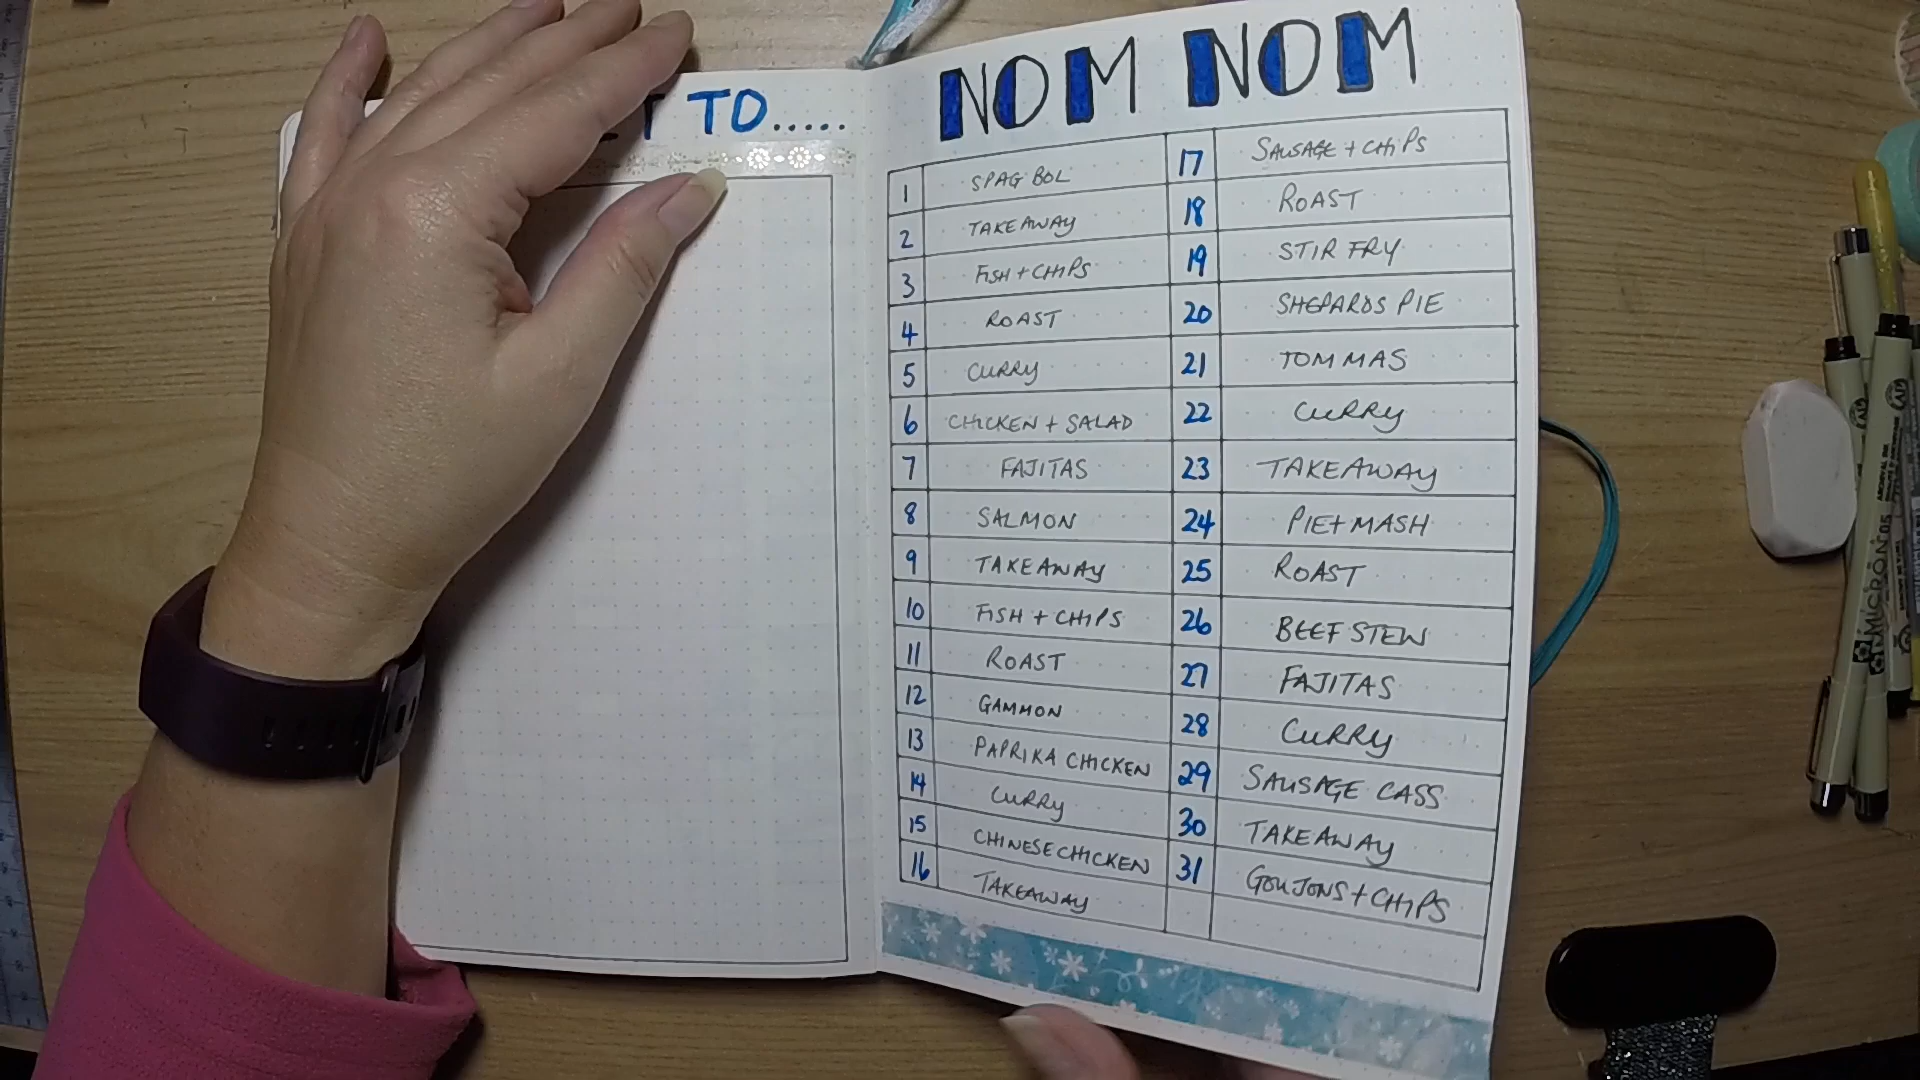 TO.....
NOM NOM
1 SPAG BOL
2 TAKEAWAY
3 FISH + CHIPS
4 ROAST
5 CURRY
6 CHICKEN + SALAD
7 FAJITAS
8 SALMON
9 TAKEAWAY
10 FISH + CHIPS
11 ROAST
12 GAMMON
13 PAPRIKA CHICKEN
14 CURRY
15 CHINESE CHICKEN
16 TAKEAWAY
17 SAUSAGE + CHIPS
18 ROAST
19 STIR FRY
20 SHEPARDS PIE
21 TOM MAS
22 CURRY
23 TAKEAWAY
24 PIE + MASH
25 ROAST
26 BEEF STEW
27 FAJITAS
28 CURRY
29 SAUSAGE CASS
30 TAKEAWAY
31 GOUJONS + CHIPS
MICRON 05